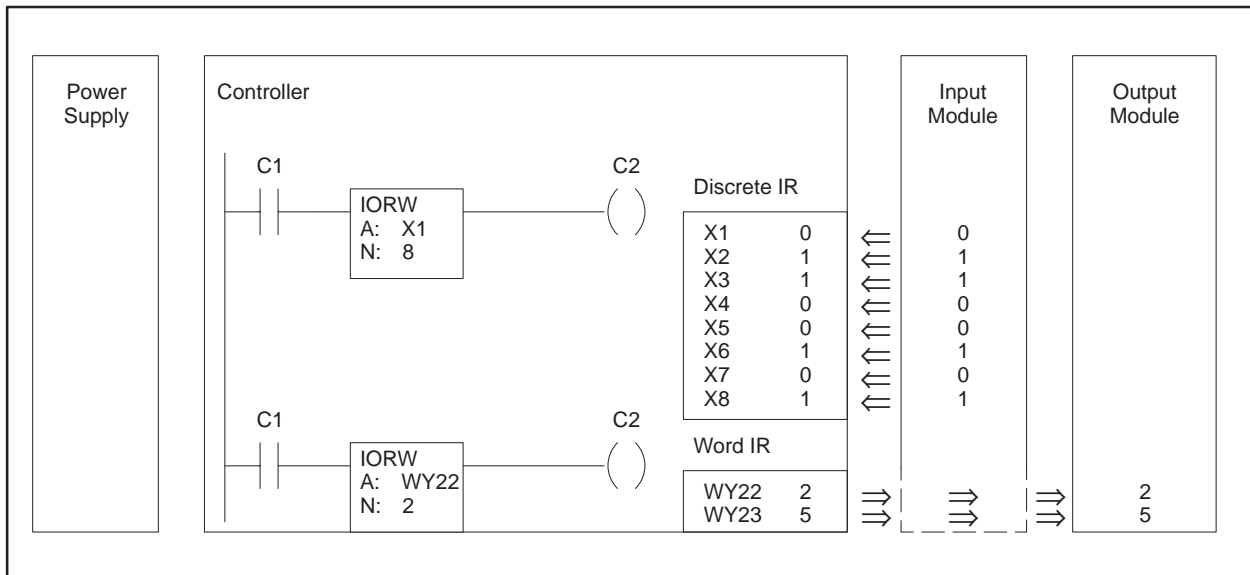 Power
Supply
Controller
Input
Module
Output
Module
C1
C2
IORW
A: X1
N: 8
Discrete IR
X1 0 0
X2 1 1
X3 1 1
X4 0 0
X5 0 0
X6 1 1
X7 0 0
X8 1 1
C1
C2
IORW
A: WY22
N: 2
Word IR
WY22 2 2
WY23 5 5